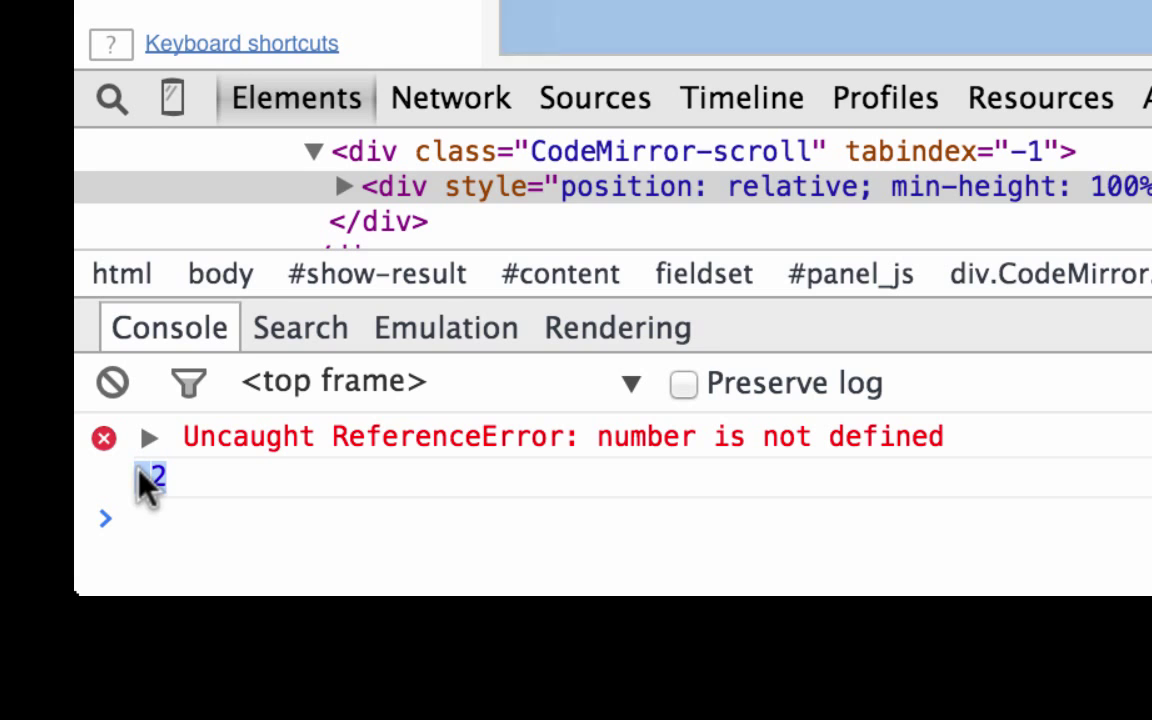 ? Keyboard shortcuts
Elements Network Sources Timeline Profiles Resources
<div class="CodeMirror-scroll" tabindex="-1">
<div style="position: relative; min-height: 100%
</div>
html body #show-result #content fieldset #panel_js div.CodeMirror.
Console Search Emulation Rendering
<top frame> Preserve log
Uncaught ReferenceError: number is not defined
2